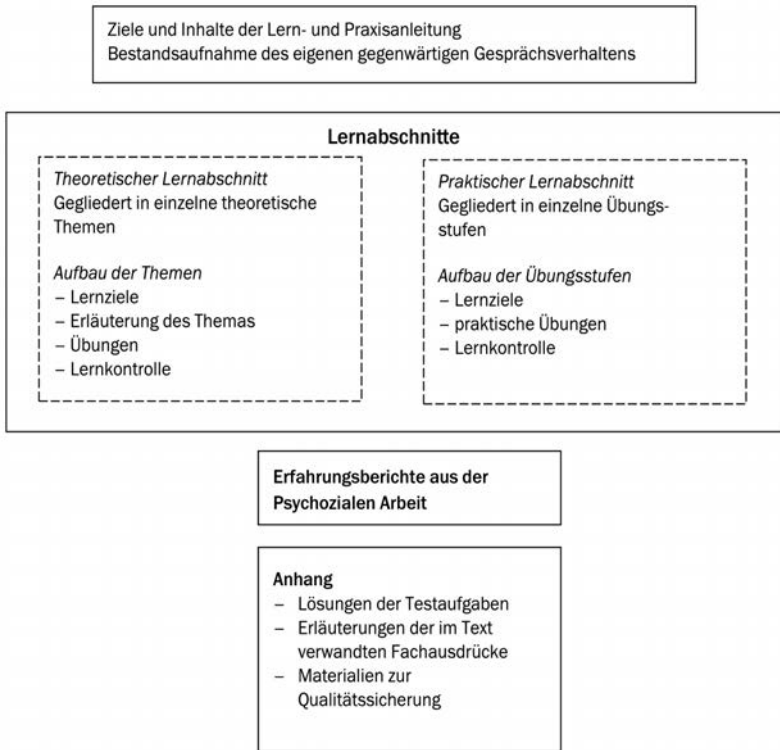 Ziele und Inhalte der Lern- und Praxisanleitung
Bestandsaufnahme des eigenen gegenwärtigen Gesprächsverhaltens
Lernabschnitte
Theoretischer Lernabschnitt
Gegliedert in einzelne theoretische
Themen
Aufbau der Themen
– Lernziele
– Erläuterung des Themas
– Übungen
– Lernkontrolle
Praktischer Lernabschnitt
Gegliedert in einzelne Übungs-
stufen
Aufbau der Übungsstufen
– Lernziele
– praktische Übungen
– Lernkontrolle
Erfahrungsberichte aus der
Psychozialen Arbeit
Anhang
– Lösungen der Testaufgaben
– Erläuterungen der im Text
verwandten Fachausdrücke
– Materialien zur
Qualitätssicherung